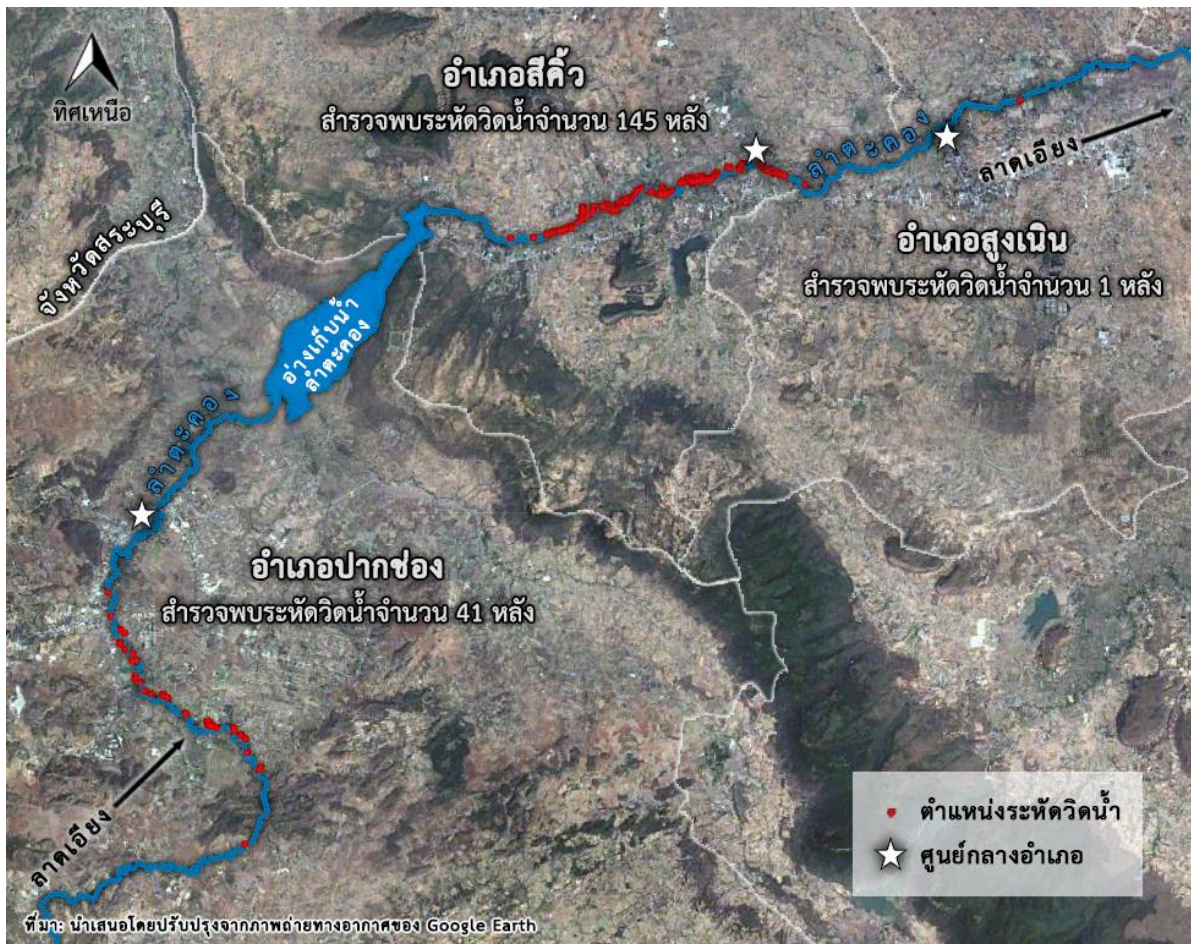 ทิศเหนือ
อำเภอสีคิ้ว
สำรวจพบระหัดวิดน้ำจำนวน 145 หลัง
ลำตะคอง
ลาดเอียง
จังหวัดสระบุรี
อำเภอสูงเนิน
สำรวจพบระหัดวิดน้ำจำนวน 1 หลัง
อ่างเก็บน้ำ
ลำตะคอง
ลำตะคอง
อำเภอปากช่อง
สำรวจพบระหัดวิดน้ำจำนวน 41 หลัง
ลาดเอียง
ตำแหน่งระหัดวิดน้ำ
ศูนย์กลางอำเภอ
ที่มา: นำเสนอโดยปรับปรุงจากภาพถ่ายทางอากาศของ Google Earth